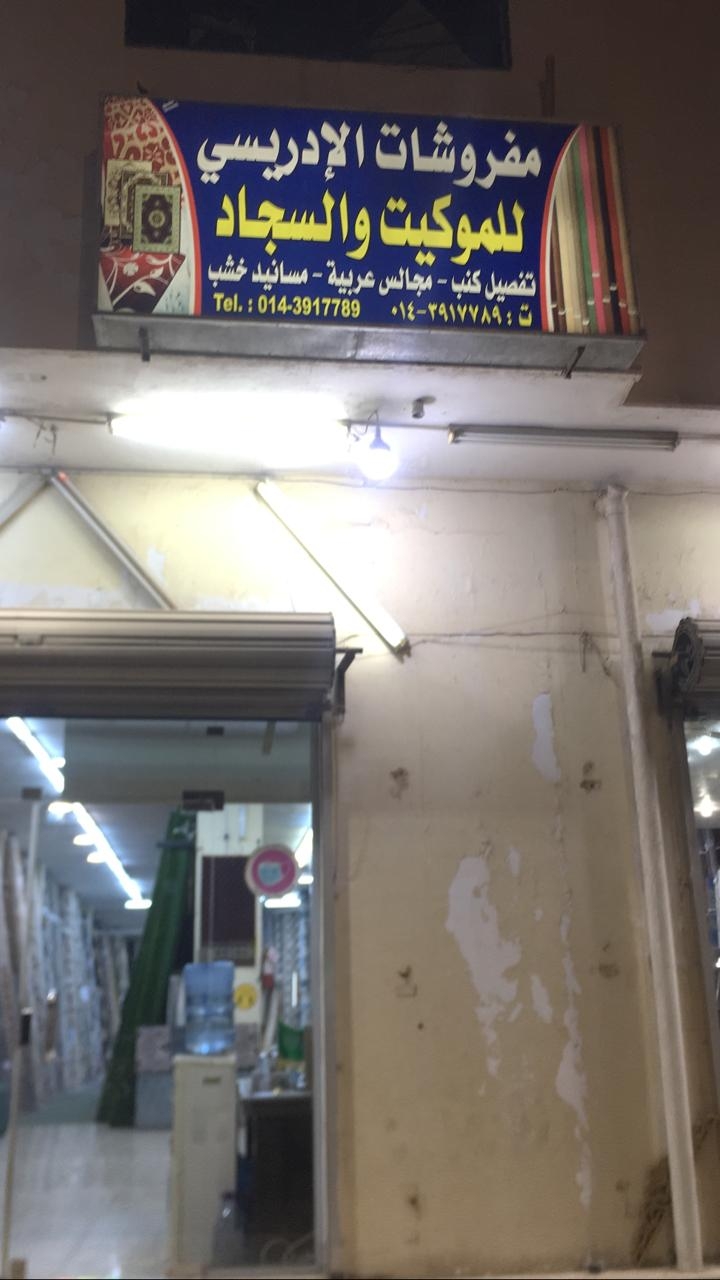 مفروشات الإدريسي
للموكيت والسجاد
تفصيل كنب - مجالس عربية - مسانيد خشب
ت : ٠١٤-٣٩١٧٧٨٩ Tel. : 014-3917789